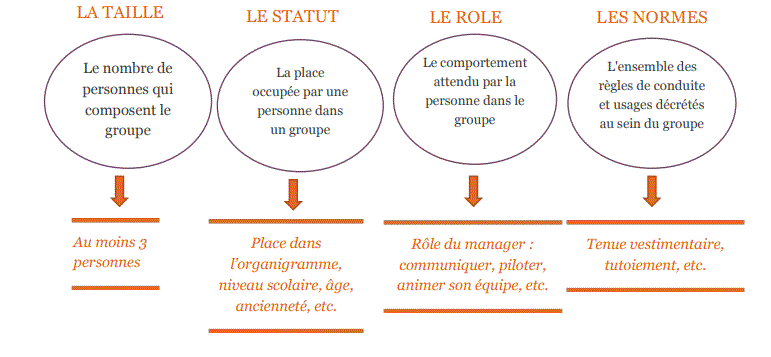 LA TAILLE
Le nombre de
personnes qui
composent le
groupe
Au moins 3
personnes
LE STATUT
La place
occupée par une
personne dans
un groupe
Place dans
l'organigramme,
niveau scolaire, âge,
ancienneté, etc.
LE ROLE
Le comportement
attendu par la
personne dans le
groupe
Rôle du manager :
communiquer, piloter,
animer son équipe, etc.
LES NORMES
L'ensemble des
règles de conduite
et usages décrétés
au sein du groupe
Tenue vestimentaire,
tutoiement, etc.